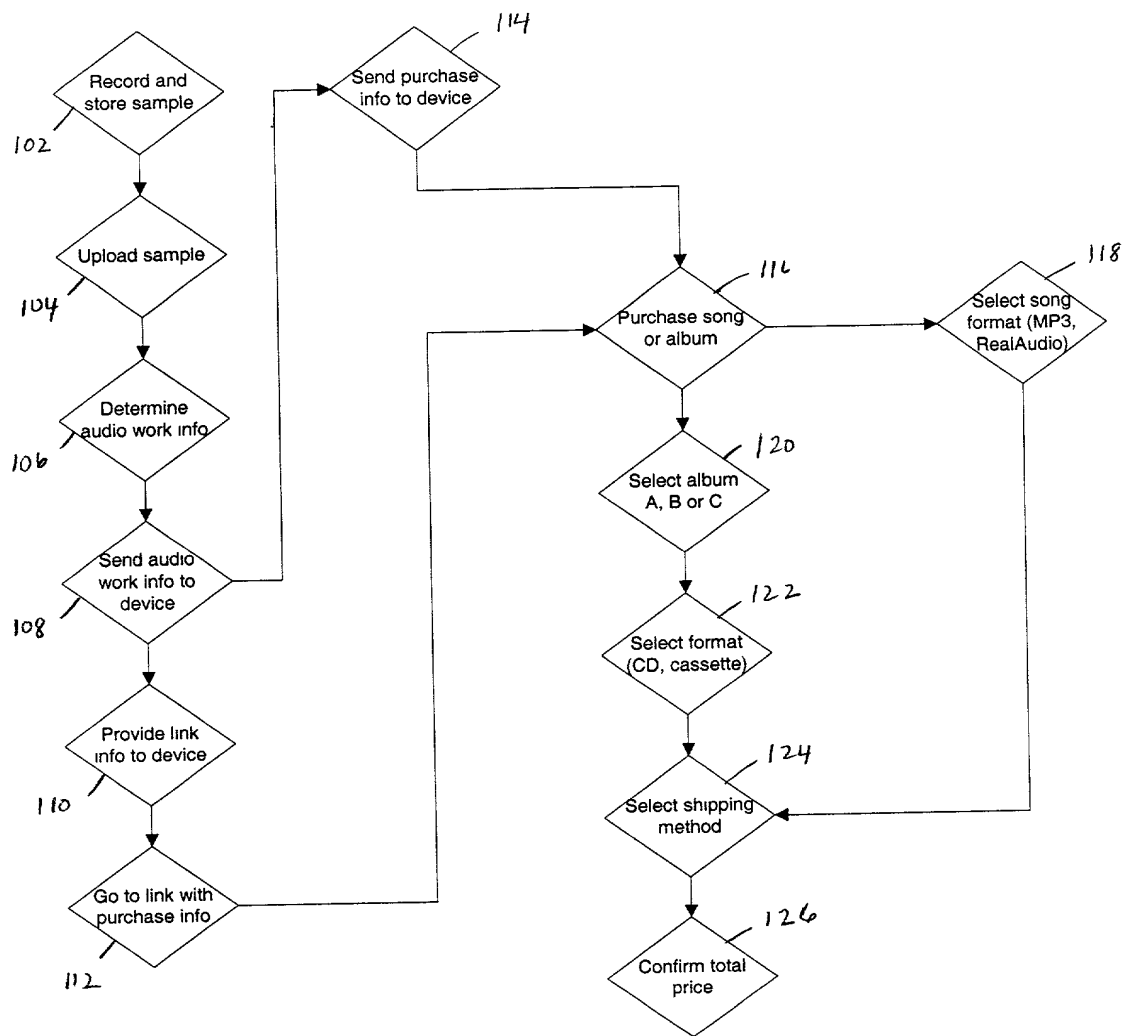 114
Record and
store sample
102
Send purchase
info to device
Upload sample
104
116
118
Purchase song
or album
Select song
format (MP3,
RealAudio)
Determine
audio work info
106
120
Select album
A, B or C
Send audio
work info to
device
108
122
Select format
(CD, cassette)
Provide link
info to device
110
124
Select shipping
method
Go to link with
purchase info
112
126
Confirm total
price